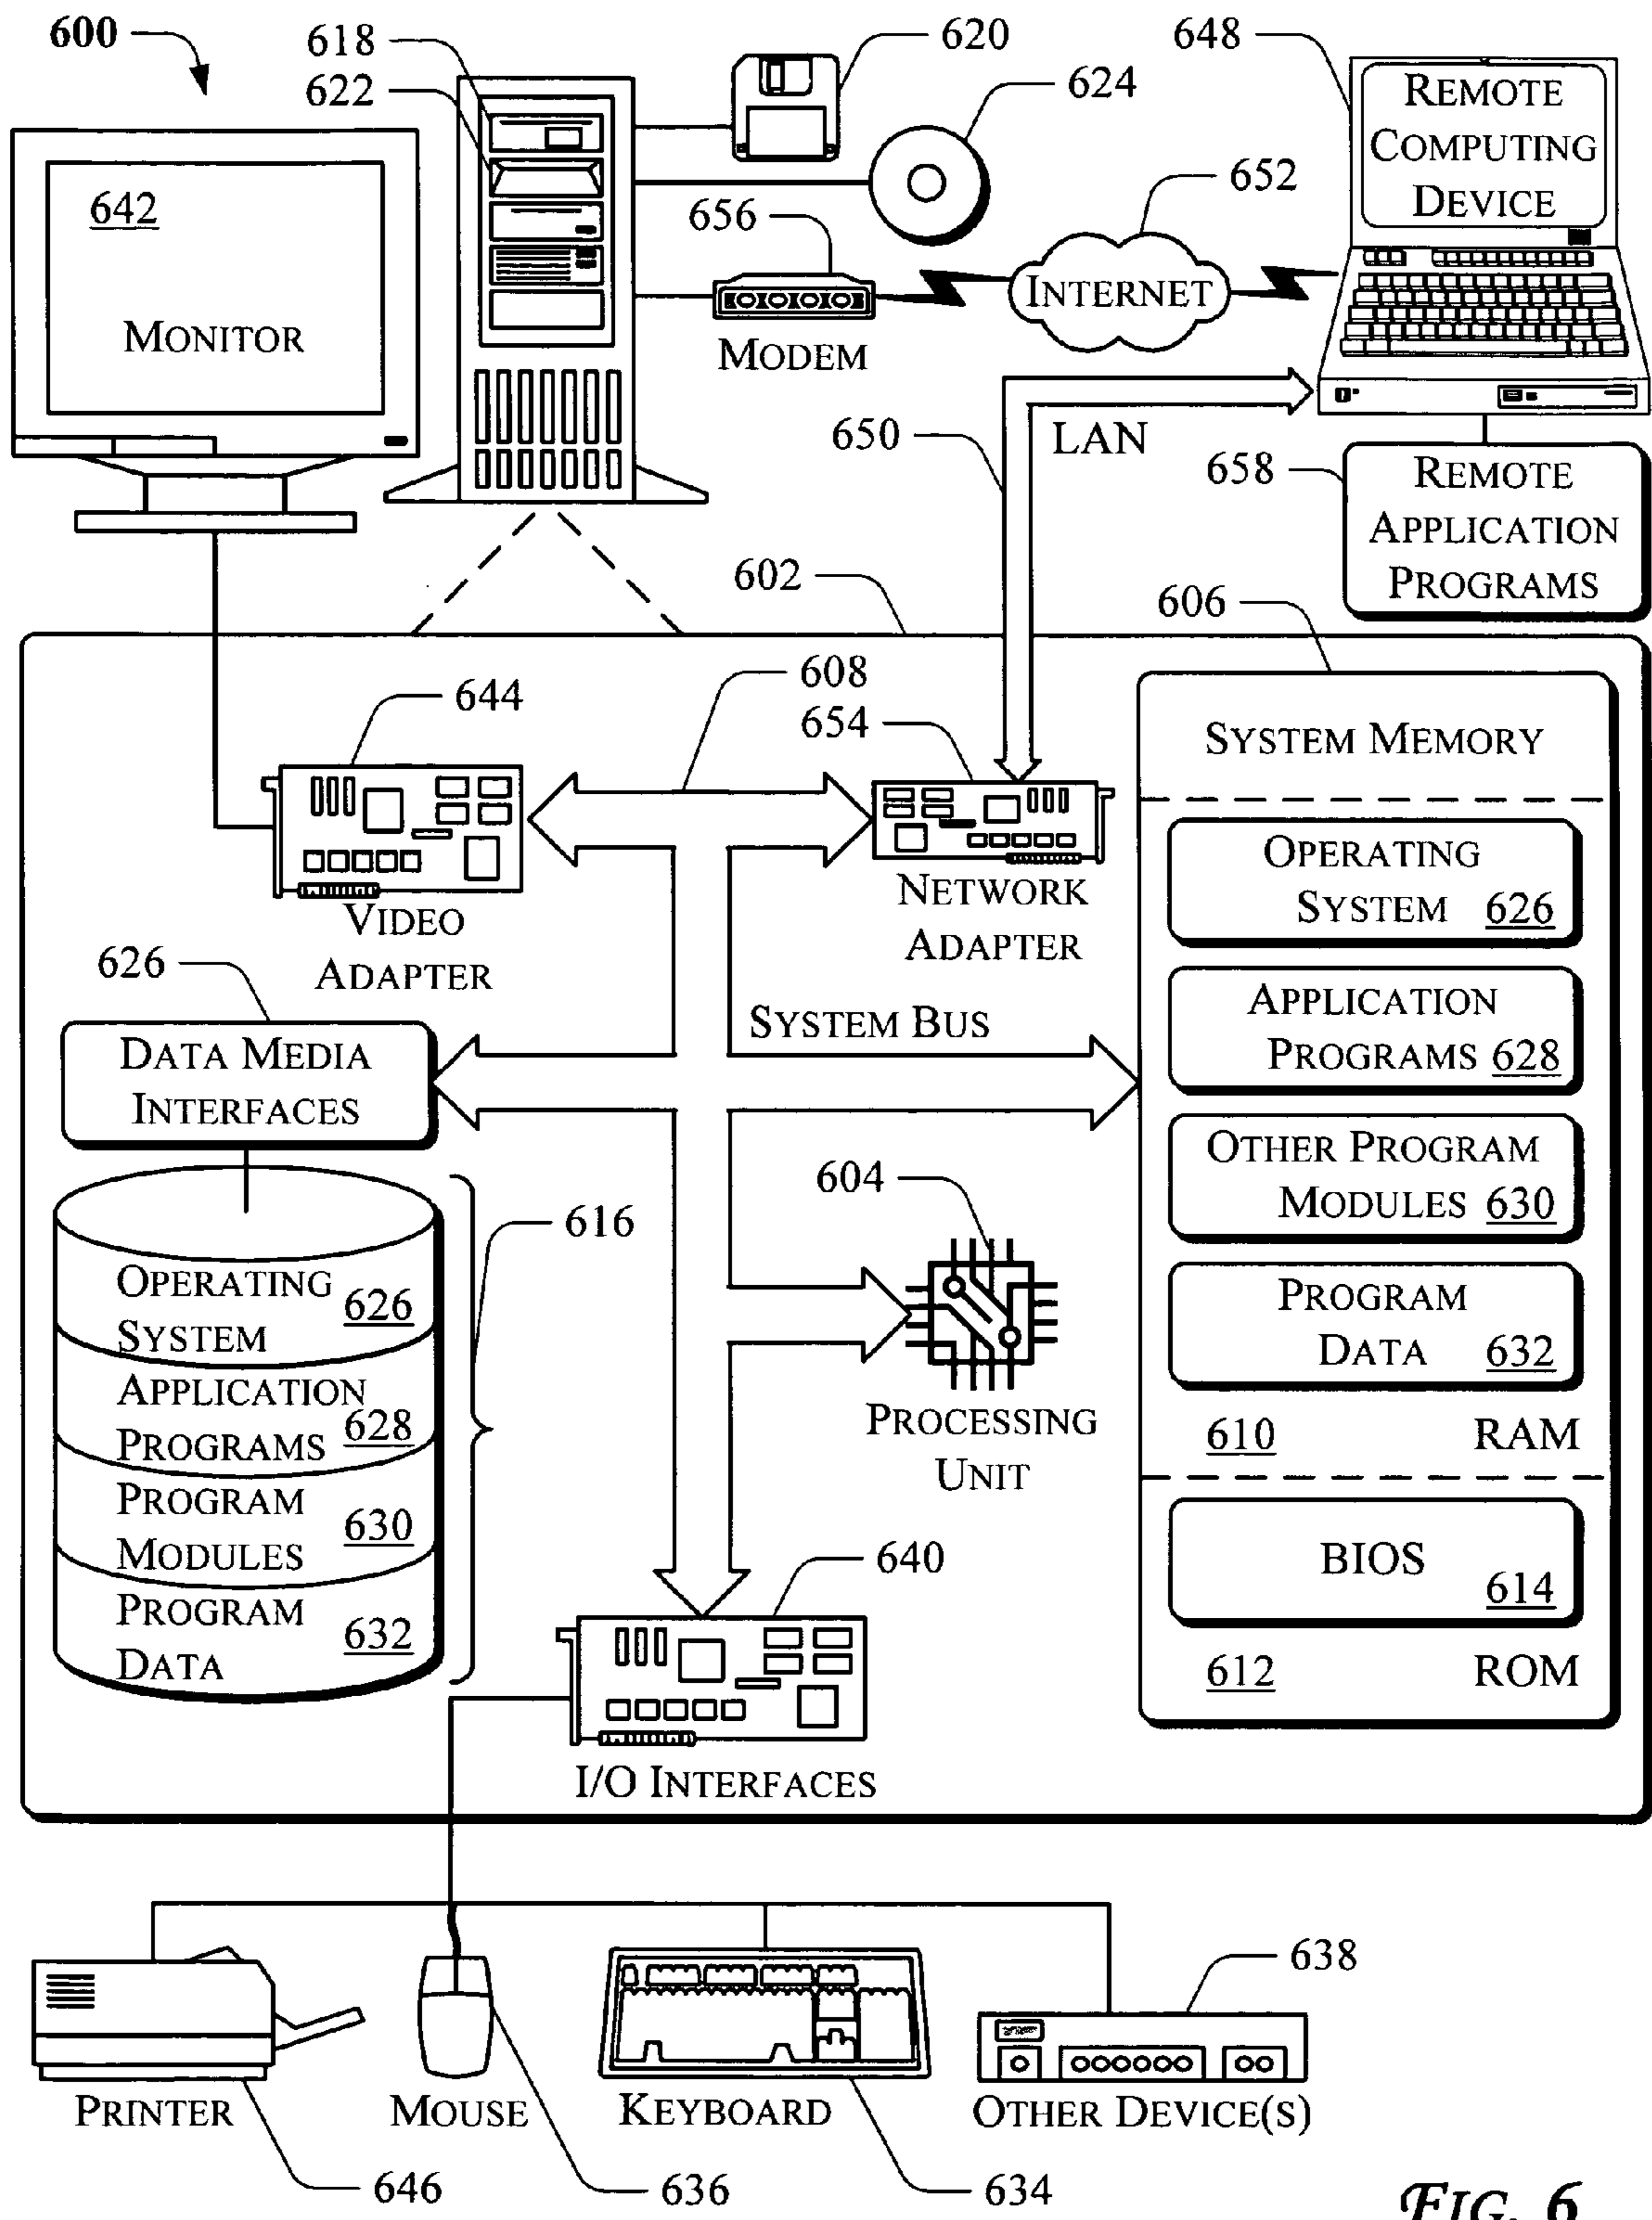 600
618
622
620
624
648
REMOTE
COMPUTING
DEVICE
642
MONITOR
656
MODEM
652
INTERNET
650
LAN
658
REMOTE
APPLICATION
PROGRAMS
602
606
644
608
654
VIDEO
ADAPTER
NETWORK
ADAPTER
SYSTEM MEMORY
OPERATING
SYSTEM 626
APPLICATION
PROGRAMS 628
OTHER PROGRAM
MODULES 630
PROGRAM
DATA 632
610 RAM
BIOS
614
612 ROM
626
DATA MEDIA
INTERFACES
SYSTEM BUS
616
OPERATING
SYSTEM 626
APPLICATION
PROGRAMS 628
PROGRAM
MODULES 630
PROGRAM
DATA 632
604
PROCESSING
UNIT
640
I/O INTERFACES
638
PRINTER
MOUSE
KEYBOARD
OTHER DEVICE(S)
646
636
634
FIG. 6